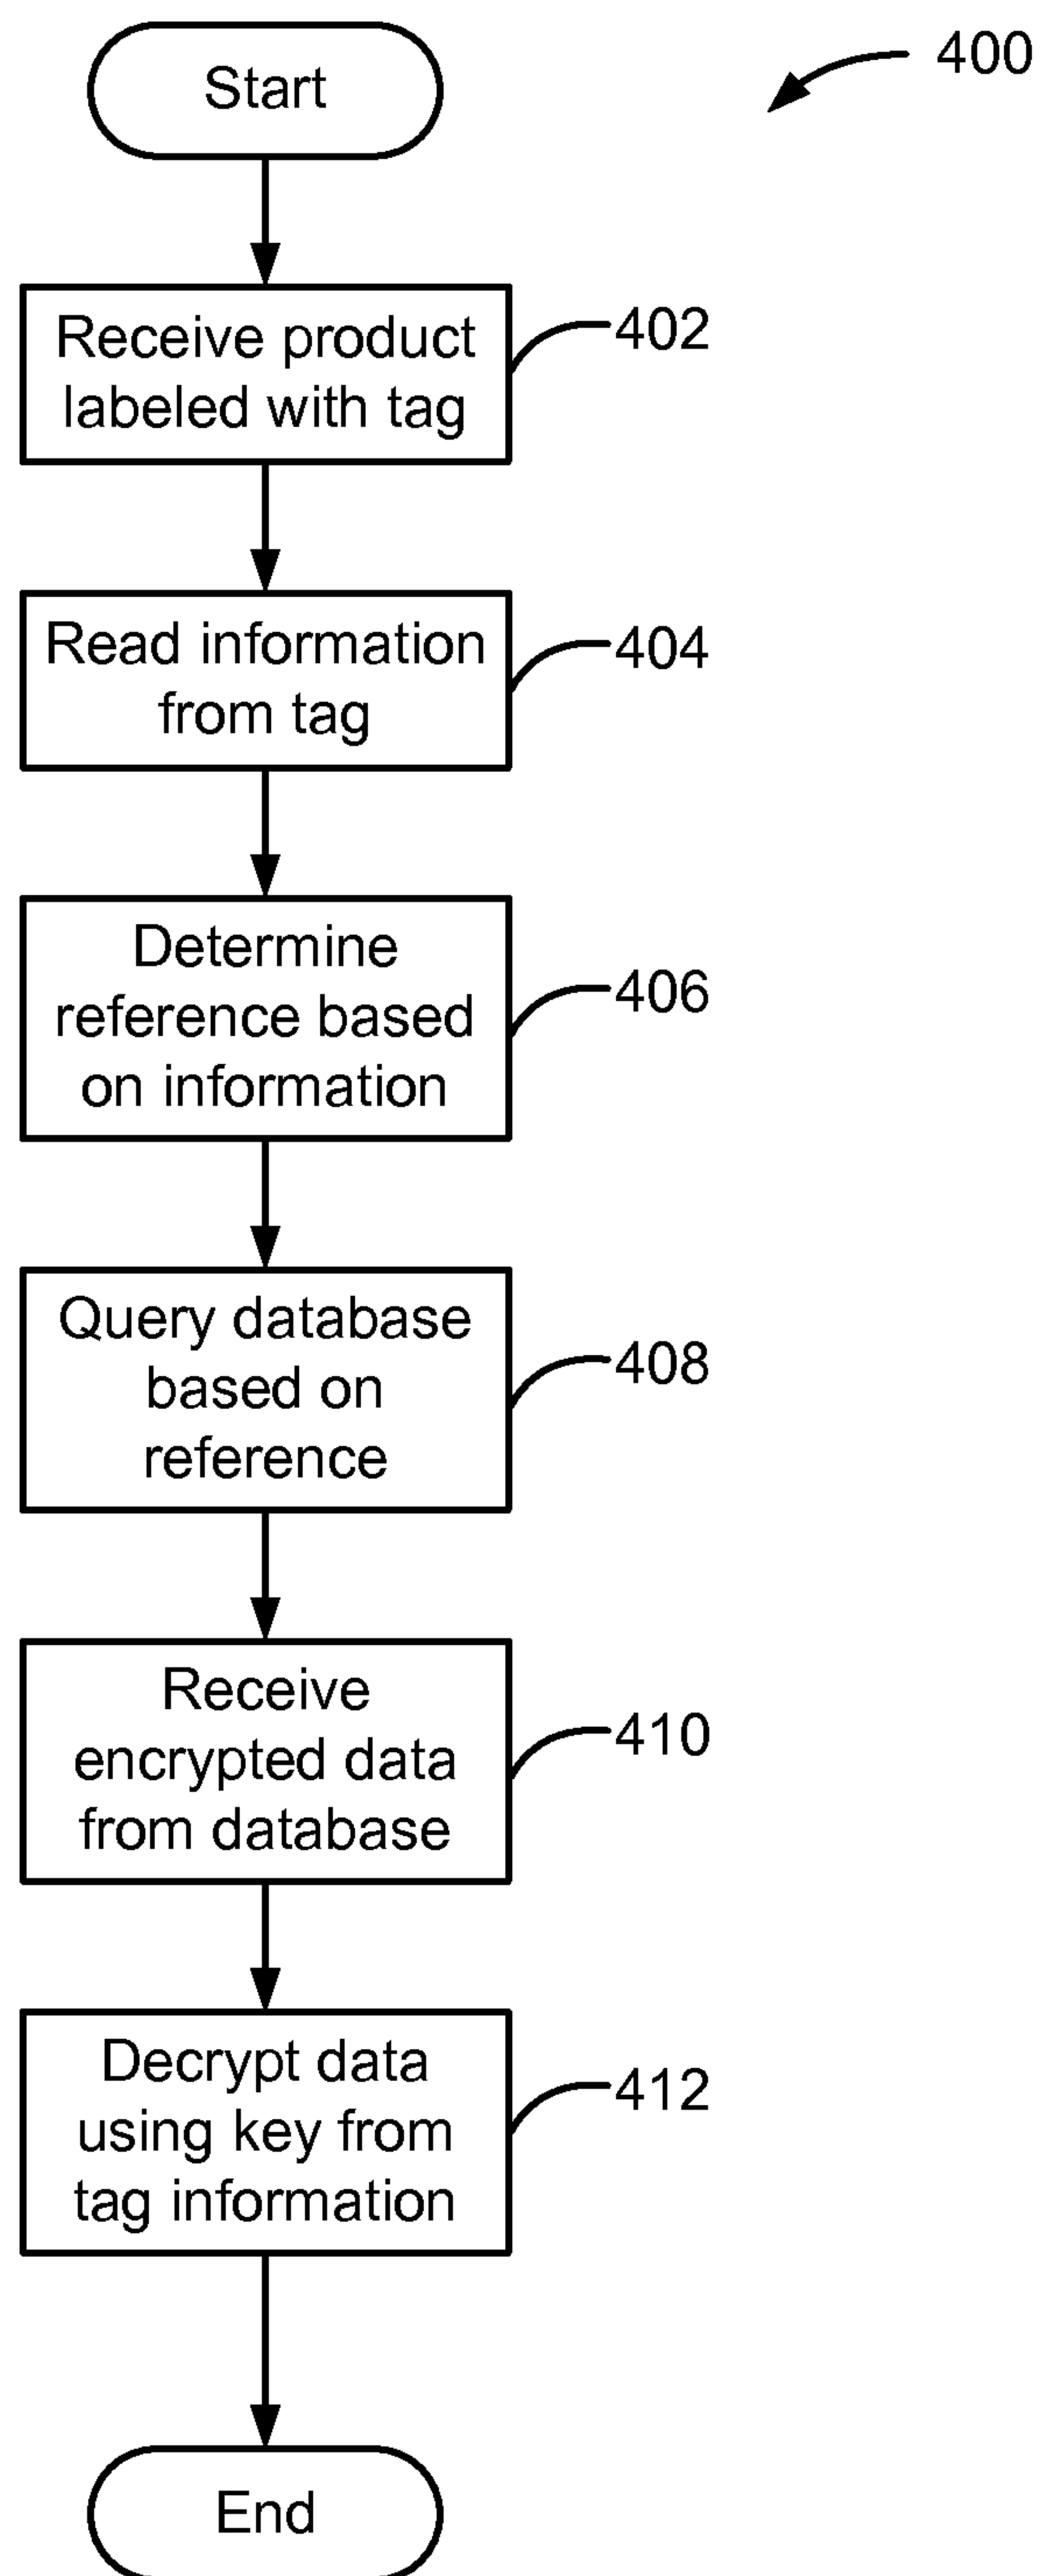 Start
400
Receive product
labeled with tag
402
Read information
from tag
404
Determine
reference based
on information
406
Query database
based on
reference
408
Receive
encrypted data
from database
410
Decrypt data
using key from
tag information
412
End